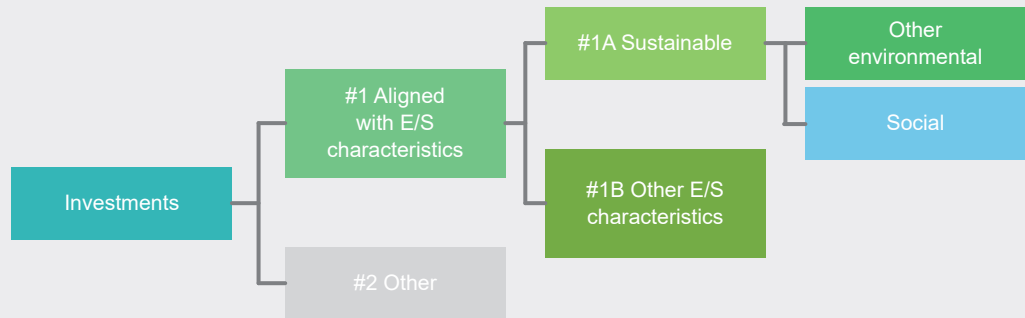 Investments
#1 Aligned
with E/S
characteristics
#2 Other
#1A Sustainable
#1B Other E/S
characteristics
Other
environmental
Social